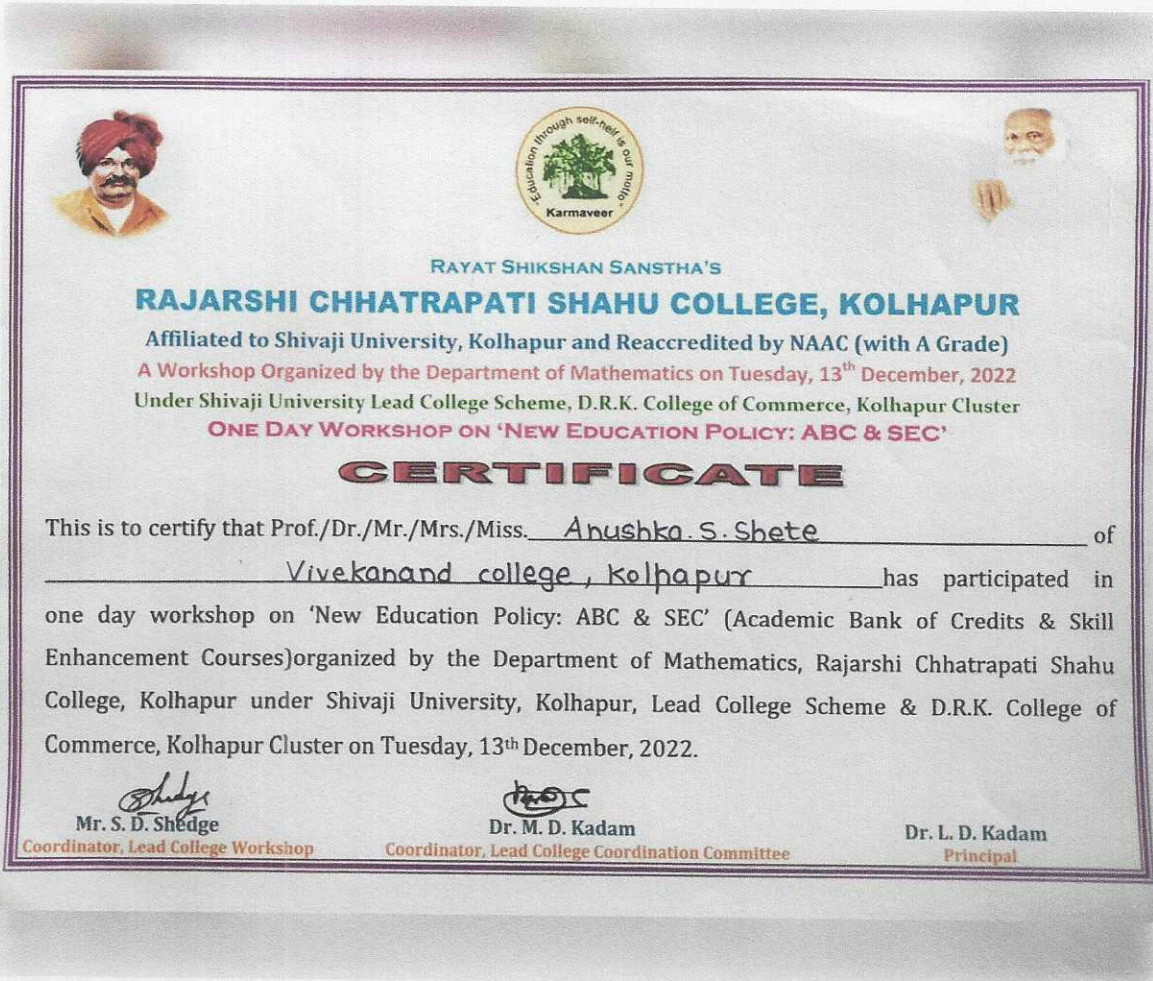 "Education through self-help is our motto"
Karmaveer
RAYAT SHIKSHAN SANSTHA'S
RAJARSHI CHHATRAPATI SHAHU COLLEGE, KOLHAPUR
Affiliated to Shivaji University, Kolhapur and Reaccredited by NAAC (with A Grade)
A Workshop Organized by the Department of Mathematics on Tuesday, 13th December, 2022
Under Shivaji University Lead College Scheme, D.R.K. College of Commerce, Kolhapur Cluster
ONE DAY WORKSHOP ON 'NEW EDUCATION POLICY: ABC & SEC'
CERTIFICATE
This is to certify that Prof./Dr./Mr./Mrs./Miss. Anushka. S. Shete of
Vivekanand college, Kolhapur has participated in
one day workshop on 'New Education Policy: ABC & SEC' (Academic Bank of Credits & Skill
Enhancement Courses)organized by the Department of Mathematics, Rajarshi Chhatrapati Shahu
College, Kolhapur under Shivaji University, Kolhapur, Lead College Scheme & D.R.K. College of
Commerce, Kolhapur Cluster on Tuesday, 13th December, 2022.
Shedge
Mr. S. D. Shedge Dr. M. D. Kadam Dr. L. D. Kadam
Coordinator, Lead College Workshop Coordinator, Lead College Coordination Committee Principal